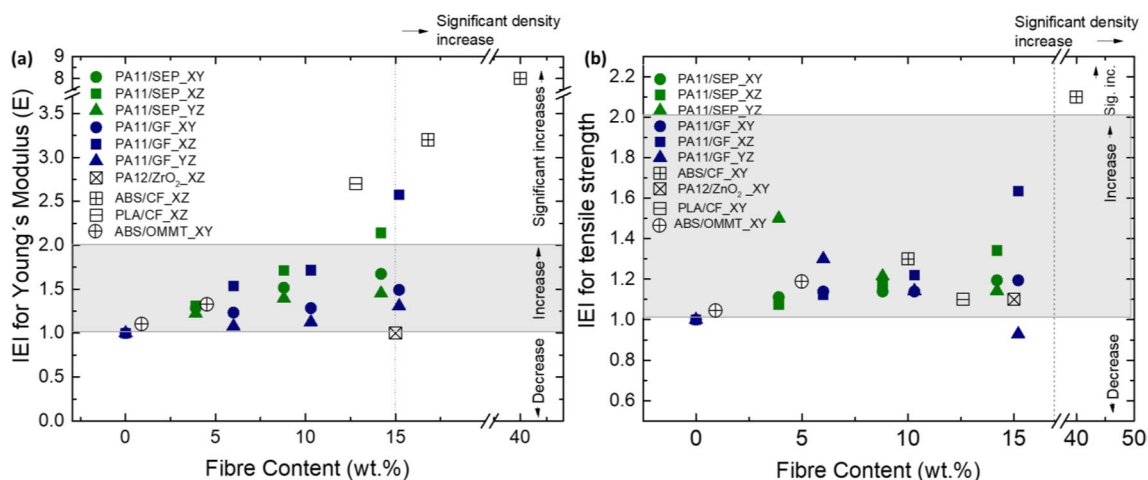 Significant density
increase
(a)
9
8
3.5
3.0
2.5
2.0
1.5
1.0
0.5
0.0
IEI for Young´s Modulus (E)
PA11/SEP_XY
PA11/SEP_XZ
PA11/SEP_YZ
PA11/GF_XY
PA11/GF_XZ
PA11/GF_YZ
PA12/ZrO2_XZ
ABS/CF_XZ
PLA/CF_XZ
ABS/OMMT_XY
Significant increases
Increase
Decrease
0 5 10 15 40
Fibre Content (wt.%)
Significant density
increase
(b)
2.2
2.0
1.8
1.6
1.4
1.2
1.0
0.8
0.6
IEI for tensile strength
PA11/SEP_XY
PA11/SEP_XZ
PA11/SEP_YZ
PA11/GF_XY
PA11/GF_XZ
PA11/GF_YZ
ABS/CF_XY
PA12/ZrO2_XY
PLA/CF_XY
ABS/OMMT_XY
Sig. inc.
Increase
Decrease
0 5 10 15 40 45 50
Fibre Content (wt.%)